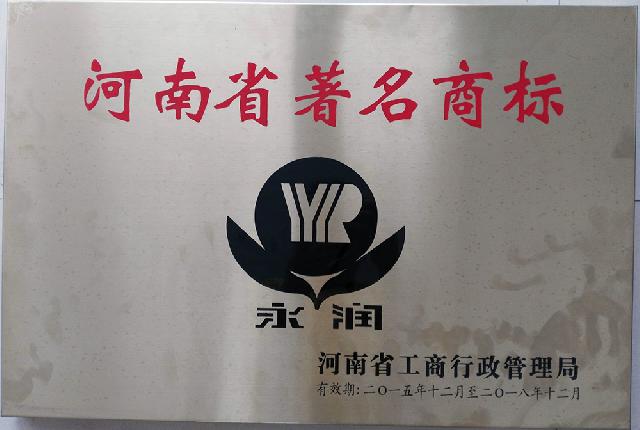 河南省著名商标
YR
永润
河南省工商行政管理局
有效期:二〇一五年十二月至二〇一八年十二月